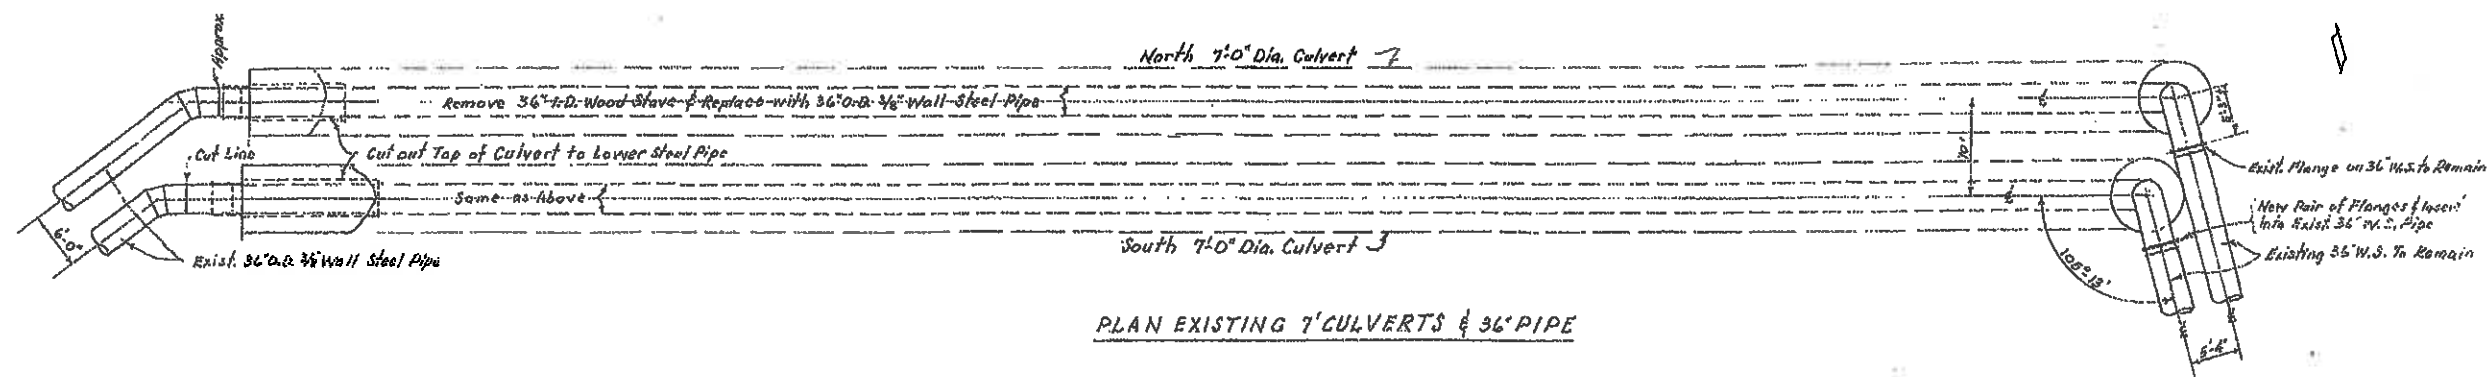 Approx
North 7'-0" Dia. Culvert
Remove 36" I.D. Wood Stave & Replace with 36" O.D. 3/8" Wall Steel Pipe
Cut Line
Cut out Top of Culvert to Lower Steel Pipe
Same as Above
6'-0"
Exist. 36" O.D. 3/8" Wall Steel Pipe
South 7'-0" Dia. Culvert
10'
Exist. Flange on 36" W.S. to Remain
New Pair of Flanges & Insert
Into Exist 36" W.S. Pipe
Existing 36" W.S. To Remain
105°-13'
PLAN EXISTING 7' CULVERTS & 36" PIPE